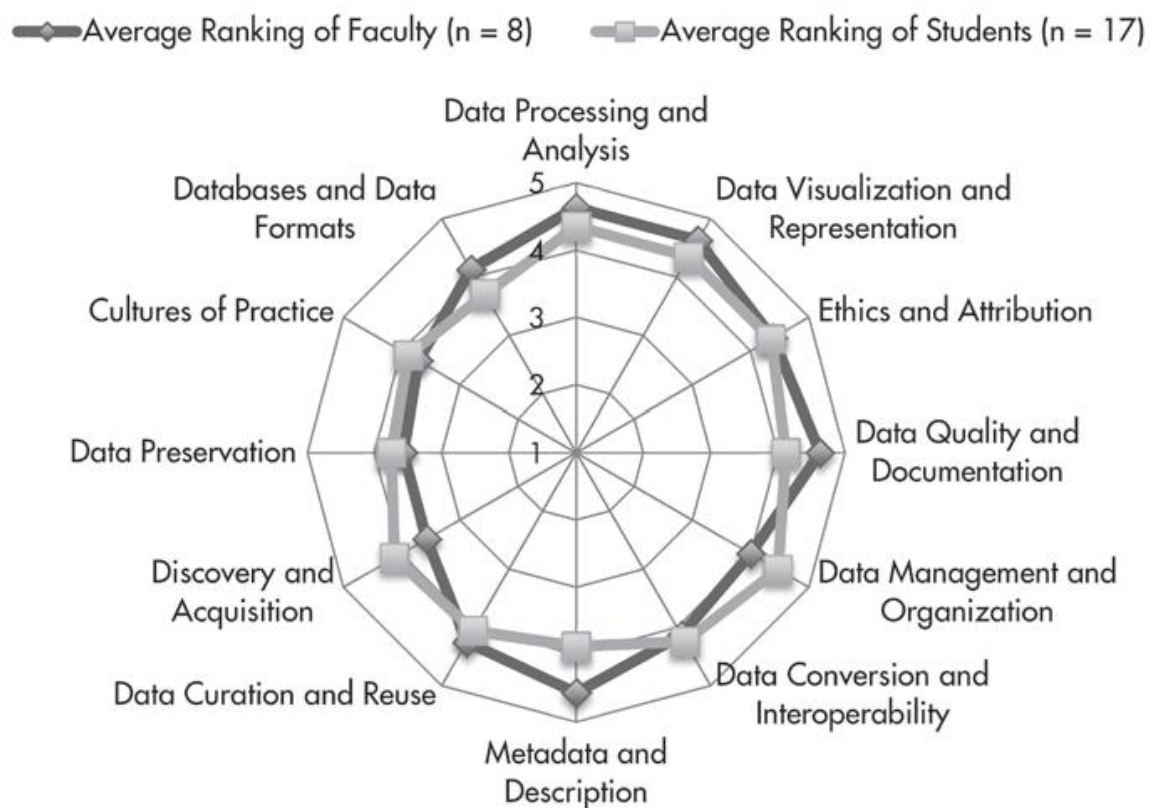 Average Ranking of Faculty (n = 8)
Average Ranking of Students (n = 17)
Data Processing and
Analysis
Databases and Data
Formats
Data Visualization and
Representation
Cultures of Practice
Ethics and Attribution
Data Preservation
Data Quality and
Documentation
Discovery and
Acquisition
Data Management and
Organization
Data Curation and Reuse
Data Conversion and
Interoperability
Metadata and
Description
5
4
3
2
1